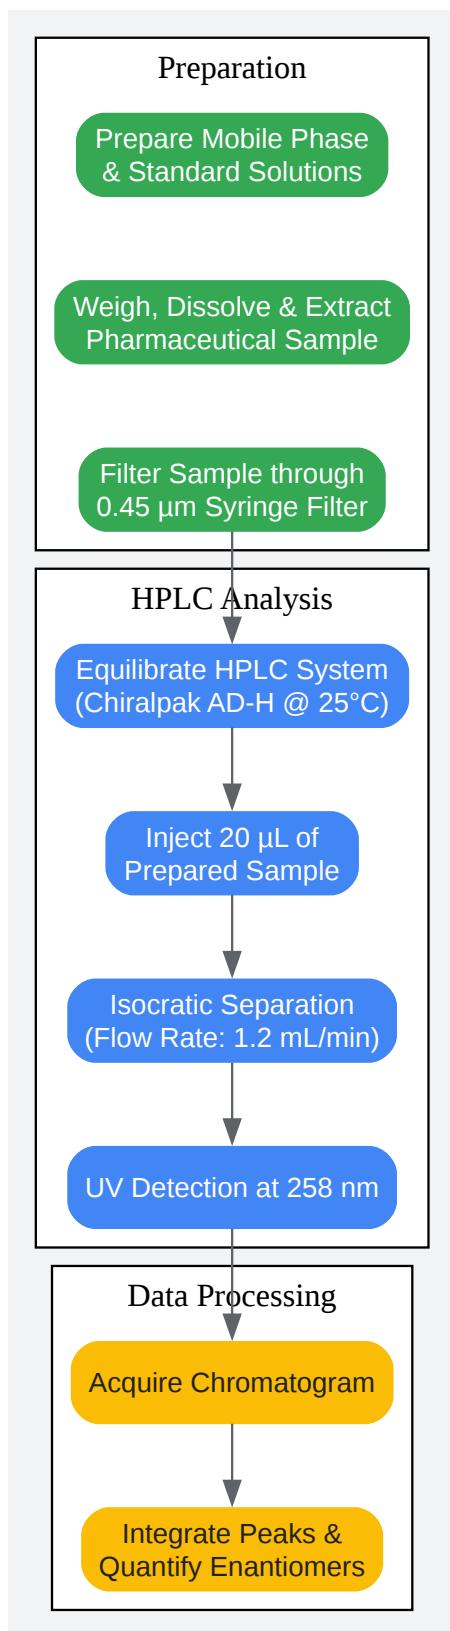 Preparation
Prepare Mobile Phase
& Standard Solutions
Weigh, Dissolve & Extract
Pharmaceutical Sample
Filter Sample through
0.45 µm Syringe Filter
HPLC Analysis
Equilibrate HPLC System
(Chiralpak AD-H @ 25°C)
Inject 20 µL of
Prepared Sample
Isocratic Separation
(Flow Rate: 1.2 mL/min)
UV Detection at 258 nm
Data Processing
Acquire Chromatogram
Integrate Peaks &
Quantify Enantiomers